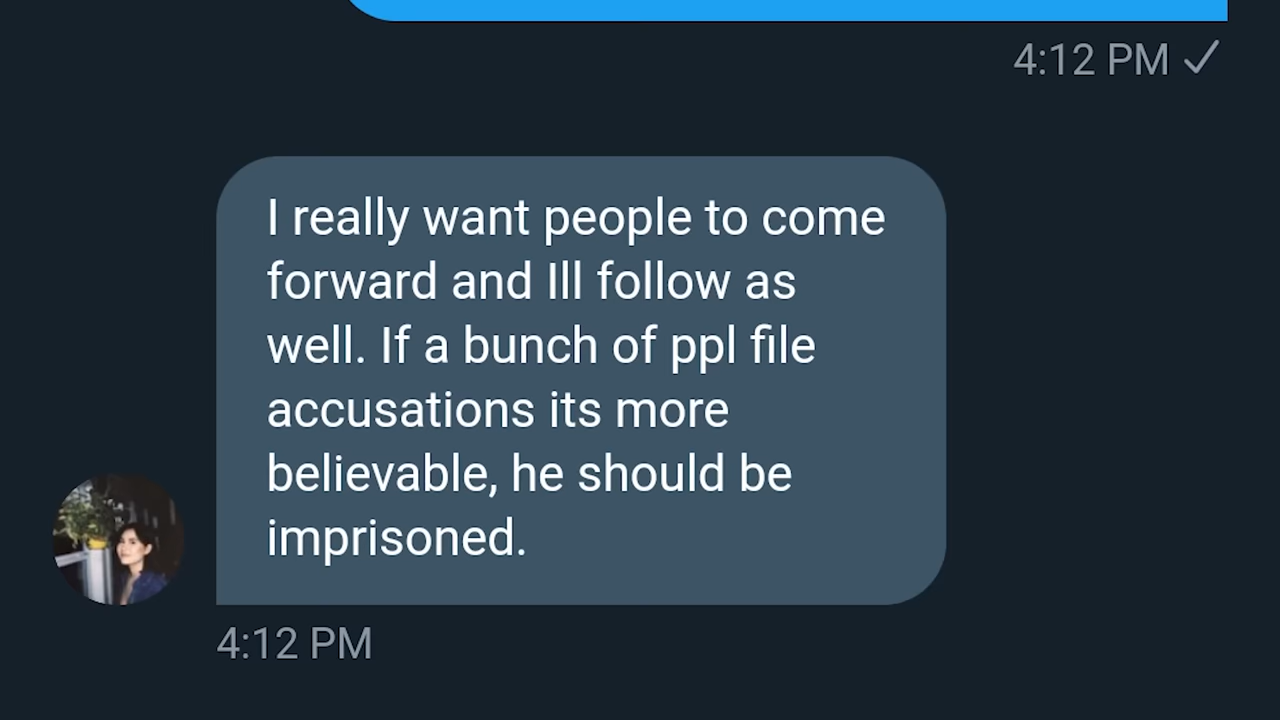 4:12 PM ✓
I really want people to come
forward and Ill follow as
well. If a bunch of ppl file
accusations its more
believable, he should be
imprisoned.
4:12 PM